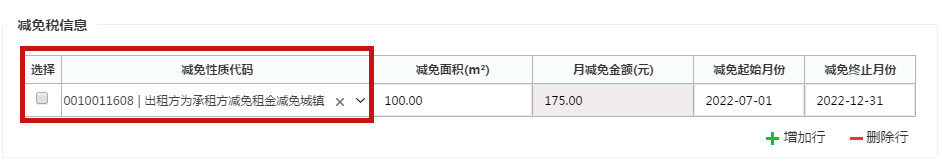 减免税信息
选择 减免性质代码 减免面积(m²) 月减免金额(元) 减免起始月份 减免终止月份
0010011608 | 出租方为承租方减免租金减免城镇 100.00 175.00 2022-07-01 2022-12-31
增加行 删除行